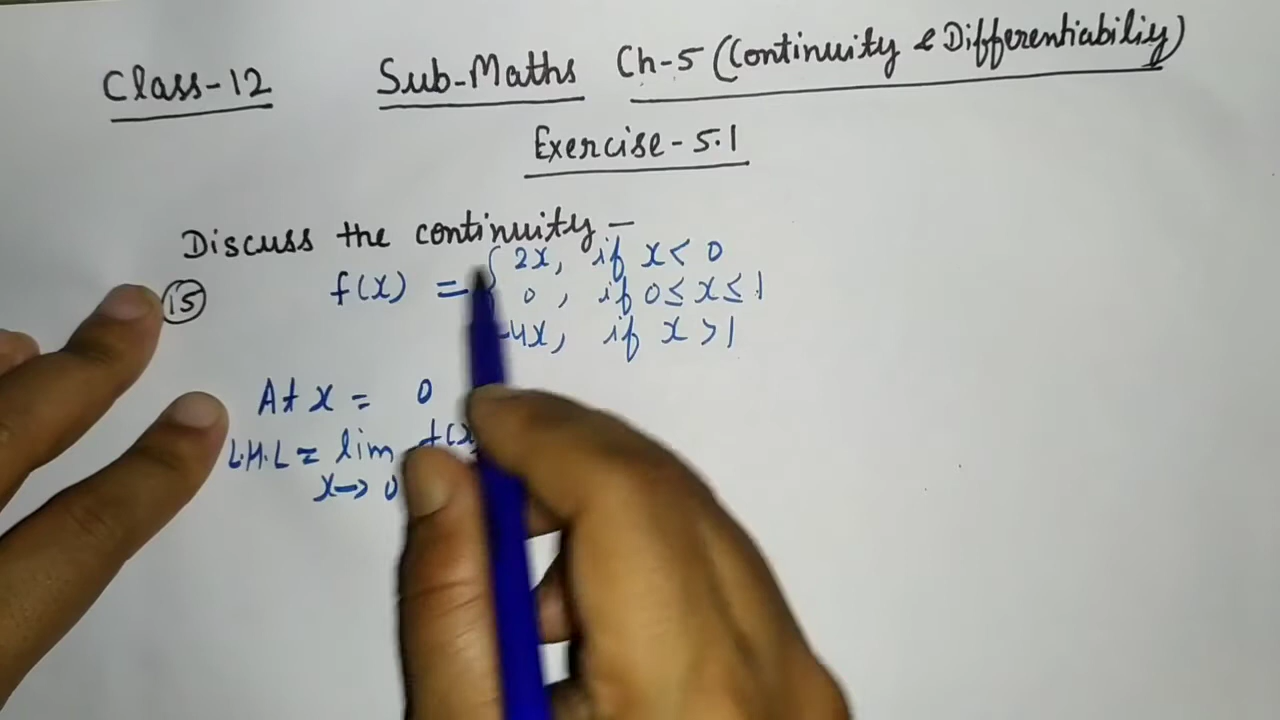 Class-12 Sub-Maths Ch-5 (Continuity & Differentiabiliy)
Exercise-5.1
Discuss the continuity –
15 f(x) = { 2x, if x < 0
0, if 0 ≤ x ≤ 1
4x, if x > 1
At x = 0
L.H.L = lim f(x
x→0